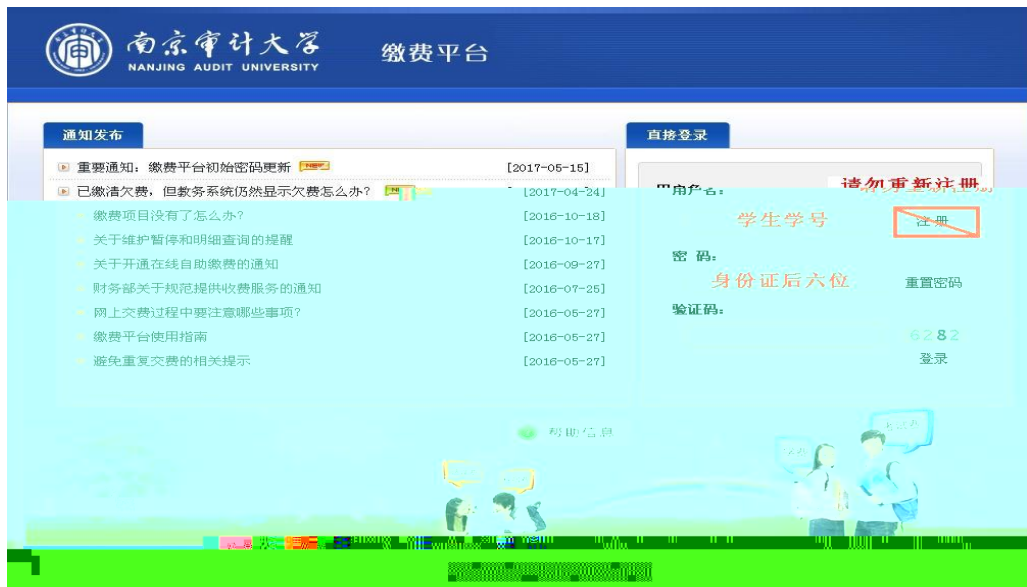 南京审计大学
NANJING AUDIT UNIVERSITY
缴费平台
通知发布
重要通知：缴费平台初始密码更新 NEW [2017-05-15]
已缴清欠费，但教务系统仍然显示欠费怎么办? [2017-04-24]
缴费项目没有了怎么办? [2016-10-18]
关于维护暂停和明细查询的提醒 [2016-10-17]
关于开通在线自助缴费的通知 [2016-09-27]
财务部关于规范提供收费服务的通知 [2016-07-25]
网上交费过程中要注意哪些事项? [2016-05-27]
缴费平台使用指南 [2016-05-27]
避免重复交费的相关提示 [2016-05-27]
直接登录
用户名：
请勿重新注册
学生学号
注册
密 码：
身份证后六位
重置密码
验证码：
6282
登录
帮助信息